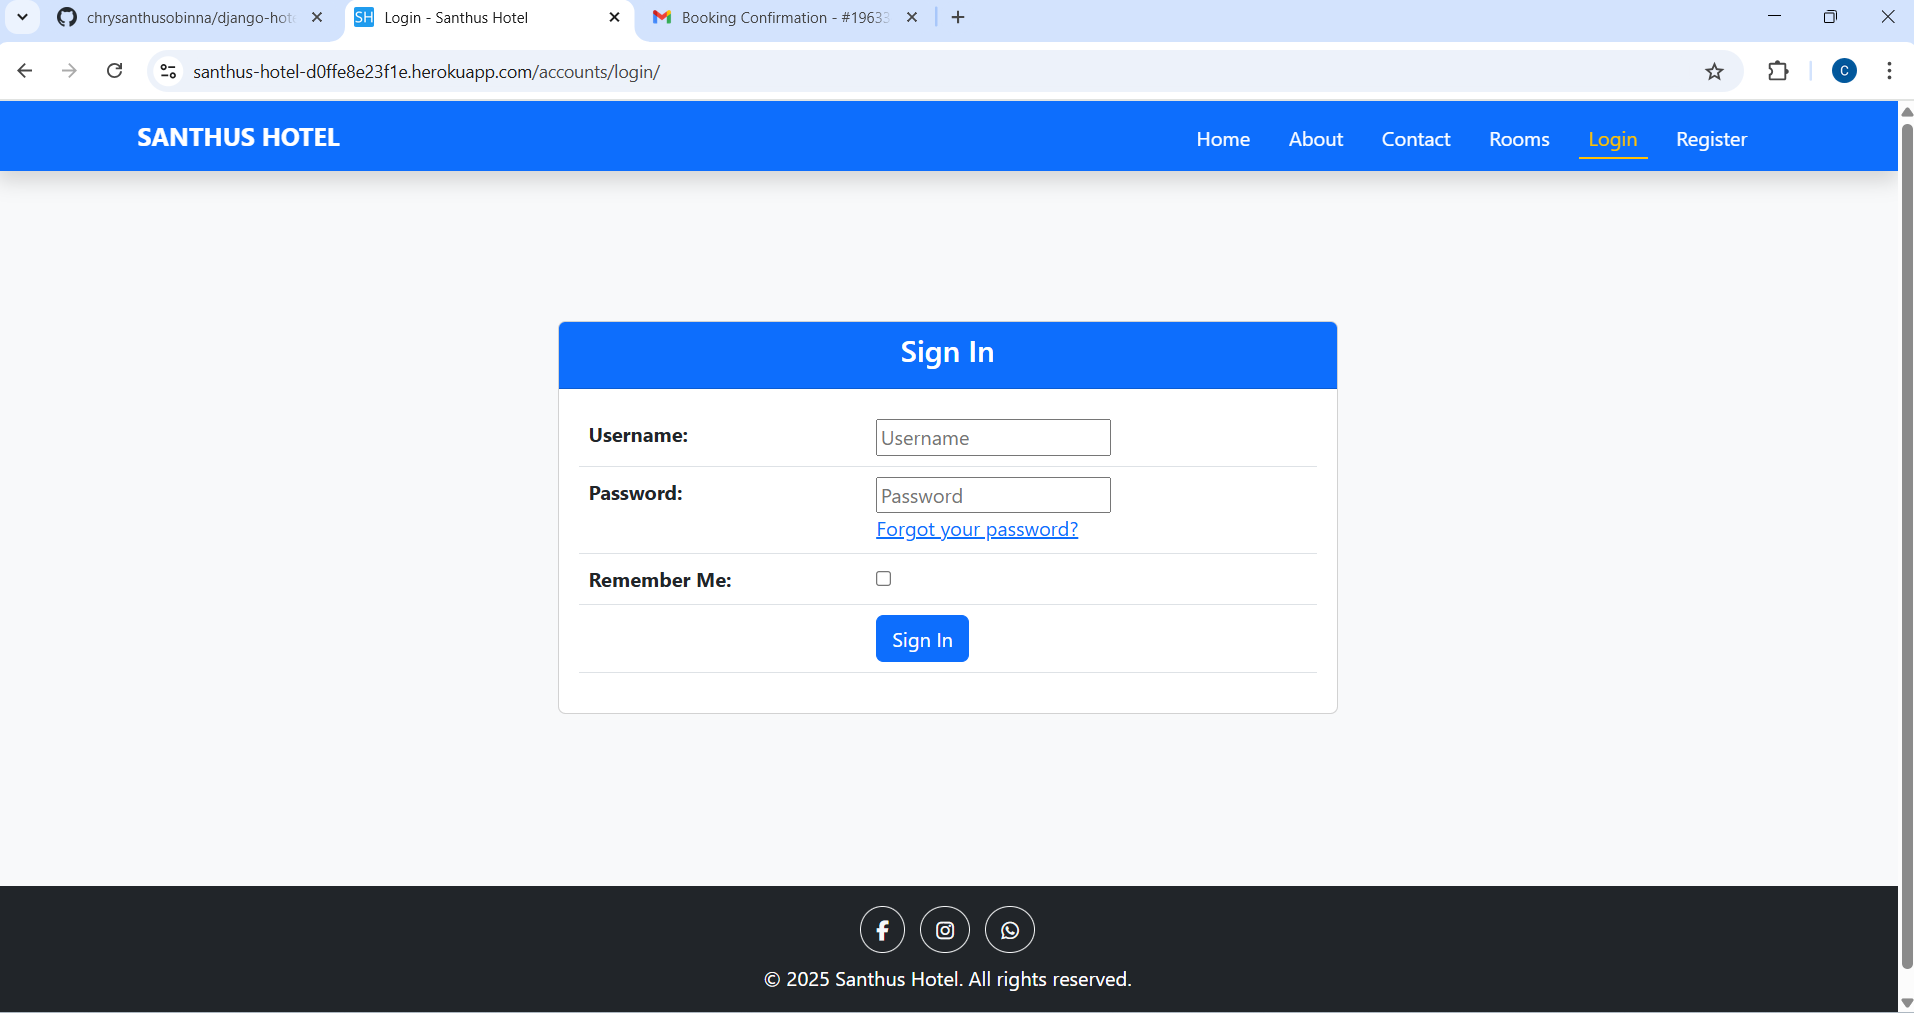 chrysanthusobinna/django-hote
SH Login - Santhus Hotel
Booking Confirmation - #19633
santhus-hotel-d0ffe8e23f1e.herokuapp.com/accounts/login/
C
SANTHUS HOTEL
Home About Contact Rooms Login Register
Sign In
Username: Username
Password: Password
Forgot your password?
Remember Me:
Sign In
© 2025 Santhus Hotel. All rights reserved.